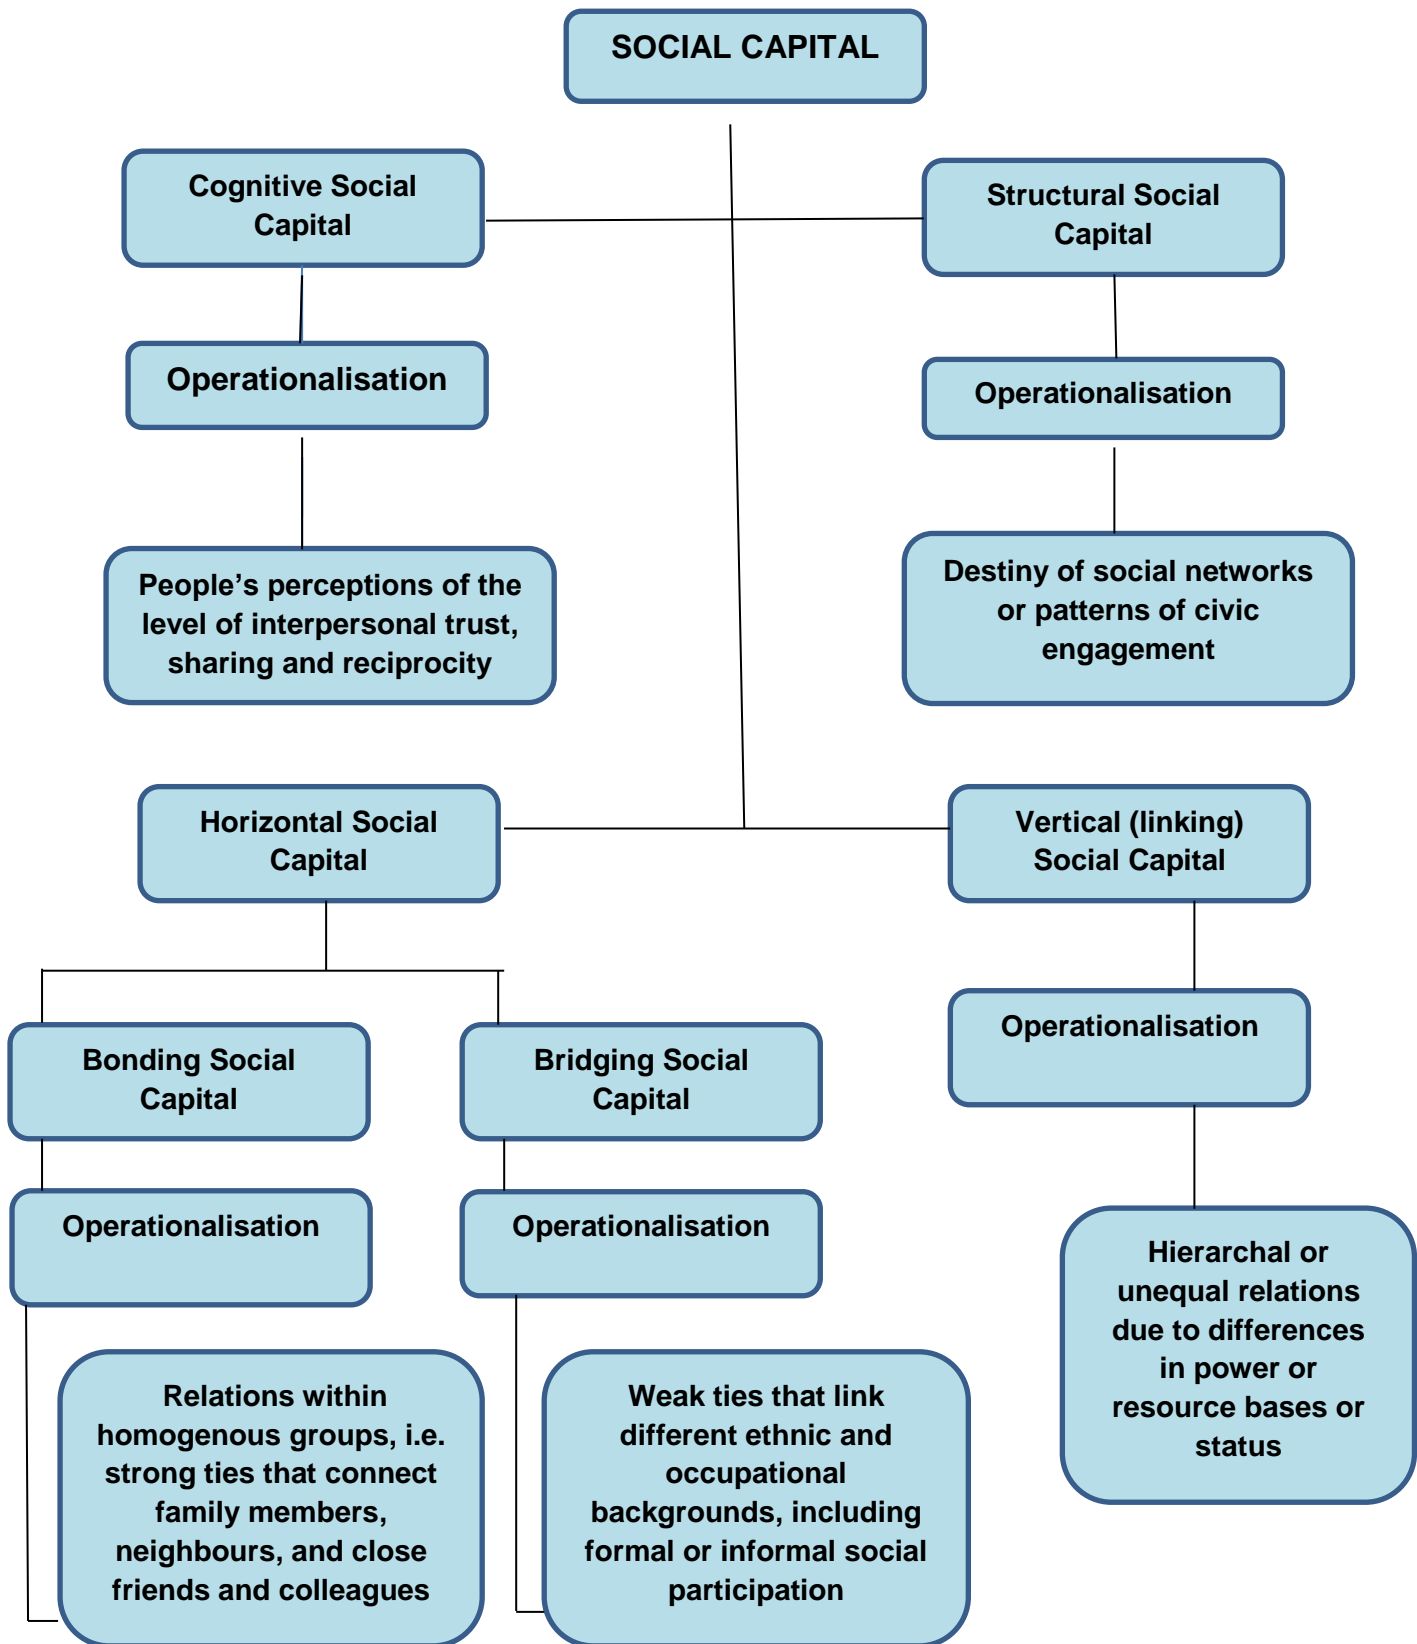 SOCIAL CAPITAL
Cognitive Social
Capital
Structural Social
Capital
Operationalisation
Operationalisation
People’s perceptions of the
level of interpersonal trust,
sharing and reciprocity
Destiny of social networks
or patterns of civic
engagement
Horizontal Social
Capital
Vertical (linking)
Social Capital
Bonding Social
Capital
Bridging Social
Capital
Operationalisation
Operationalisation
Operationalisation
Relations within
homogenous groups, i.e.
strong ties that connect
family members,
neighbours, and close
friends and colleagues
Weak ties that link
different ethnic and
occupational
backgrounds, including
formal or informal social
participation
Hierarchal or
unequal relations
due to differences
in power or
resource bases or
status